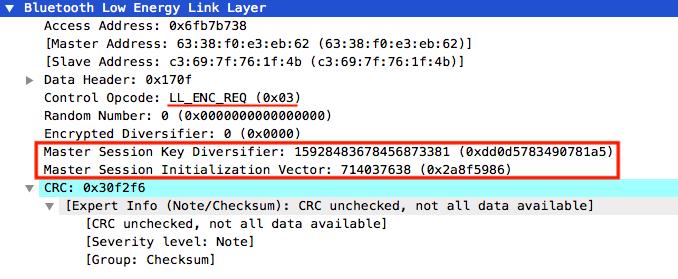 Bluetooth Low Energy Link Layer
Access Address: 0x6fb7b738
[Master Address: 63:38:f0:e3:eb:62 (63:38:f0:e3:eb:62)]
[Slave Address: c3:69:7f:76:1f:4b (c3:69:7f:76:1f:4b)]
Data Header: 0x170f
Control Opcode: LL_ENC_REQ (0x03)
Random Number: 0 (0x0000000000000000)
Encrypted Diversifier: 0 (0x0000)
Master Session Key Diversifier: 15928483678456873381 (0xdd0d5783490781a5)
Master Session Initialization Vector: 714037638 (0x2a8f5986)
CRC: 0x30f2f6
[Expert Info (Note/Checksum): CRC unchecked, not all data available]
[CRC unchecked, not all data available]
[Severity level: Note]
[Group: Checksum]